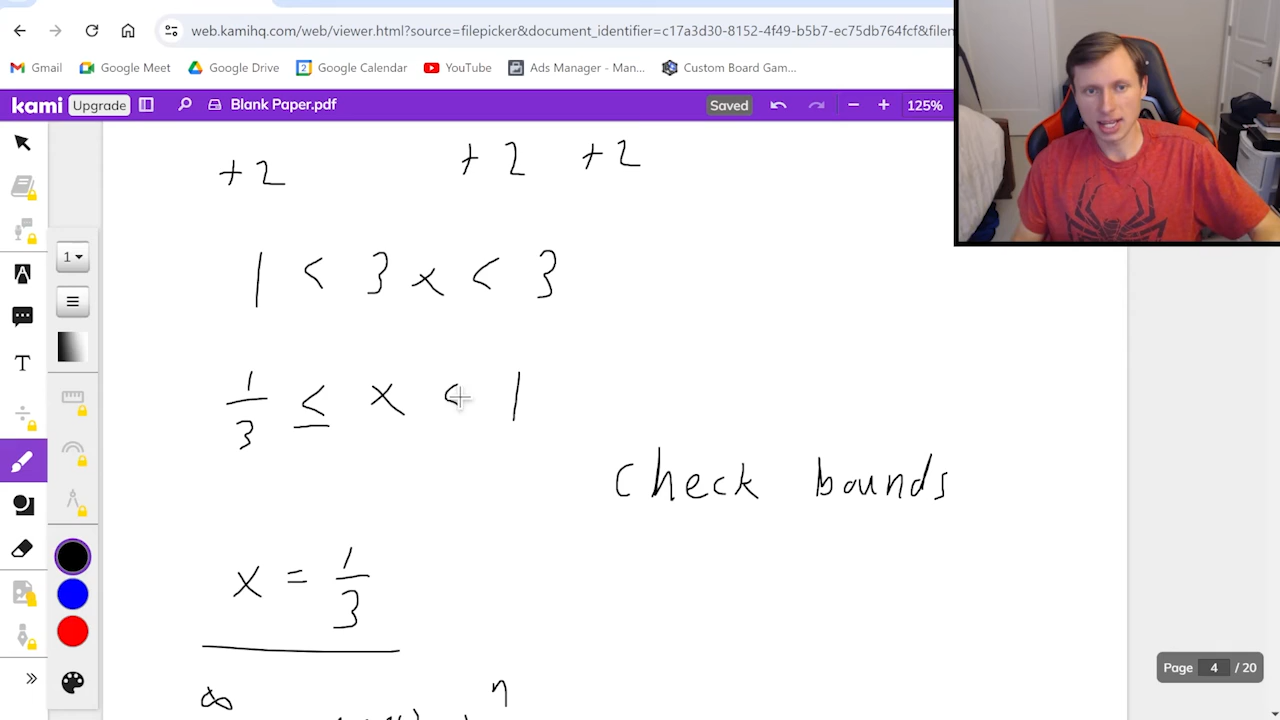 web.kamihq.com/web/viewer.html?source=filepicker&document_identifier=c17a3d30-8152-4f49-b5b7-ec75db764fcf&filen
Gmail Google Meet Google Drive Google Calendar YouTube Ads Manager - Man... Custom Board Gam...
kami Upgrade Blank Paper.pdf Saved 125%
+2 +2 +2
1 < 3x < 3
1/3 ≤ x < 1
check bounds
x = 1/3
∞ n
Page 4 / 20